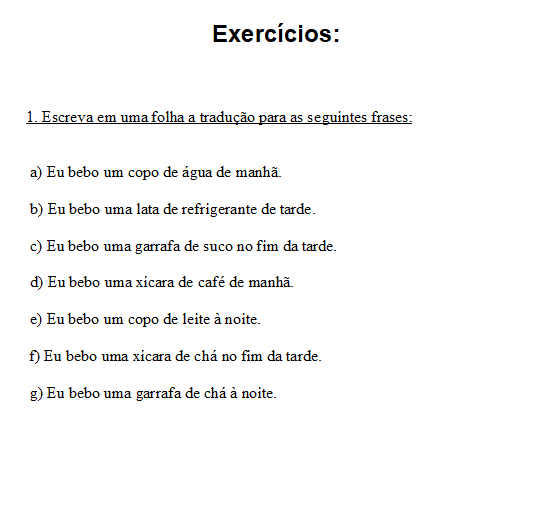 Exercícios:
1. Escreva em uma folha a tradução para as seguintes frases:
a) Eu bebo um copo de água de manhã.
b) Eu bebo uma lata de refrigerante de tarde.
c) Eu bebo uma garrafa de suco no fim da tarde.
d) Eu bebo uma xícara de café de manhã.
e) Eu bebo um copo de leite à noite.
f) Eu bebo uma xícara de chá no fim da tarde.
g) Eu bebo uma garrafa de chá à noite.